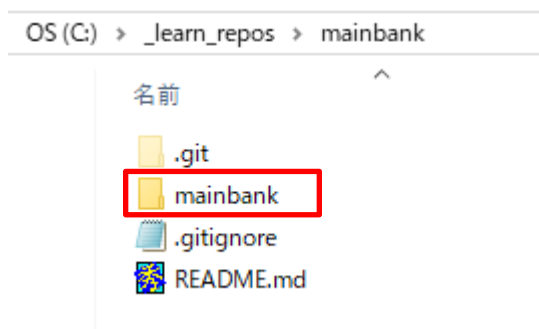 OS (C:) > _learn_repos > mainbank
名前
.git
mainbank
.gitignore
README.md